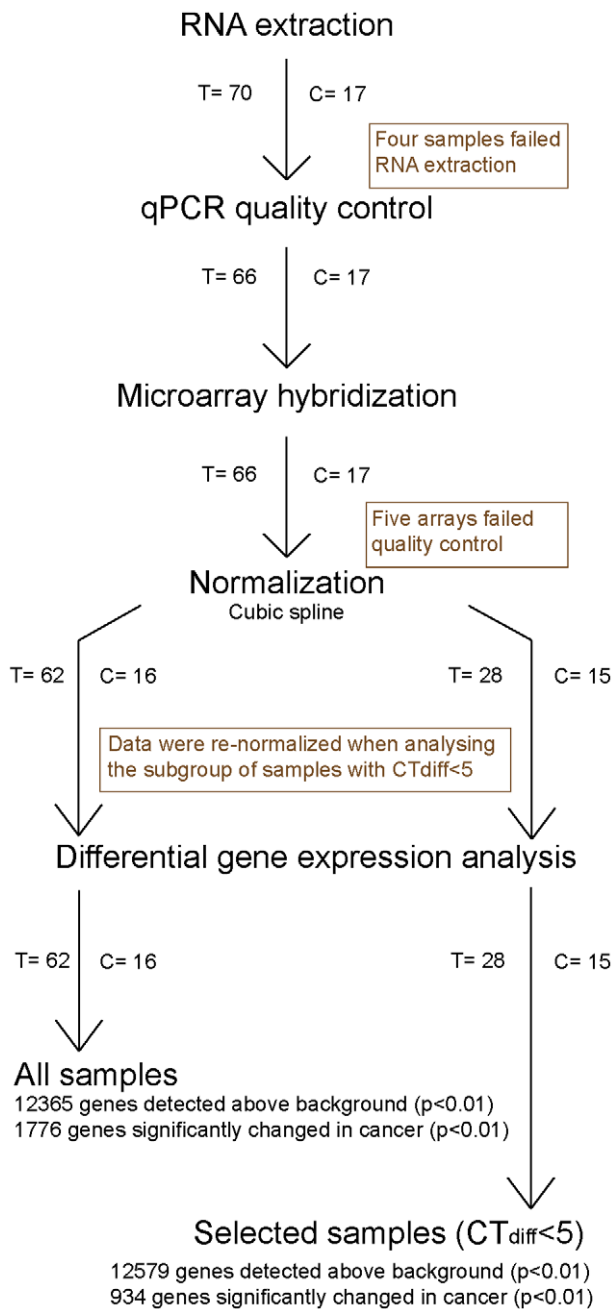 RNA extraction
T= 70 C= 17
Four samples failed
RNA extraction
qPCR quality control
T= 66 C= 17
Microarray hybridization
T= 66 C= 17
Five arrays failed
quality control
Normalization
Cubic spline
T= 62 C= 16 T= 28 C= 15
Data were re-normalized when analysing
the subgroup of samples with CTdiff<5
Differential gene expression analysis
T= 62 C= 16 T= 28 C= 15
All samples
12365 genes detected above background (p<0.01)
1776 genes significantly changed in cancer (p<0.01)
Selected samples (CTdiff<5)
12579 genes detected above background (p<0.01)
934 genes significantly changed in cancer (p<0.01)